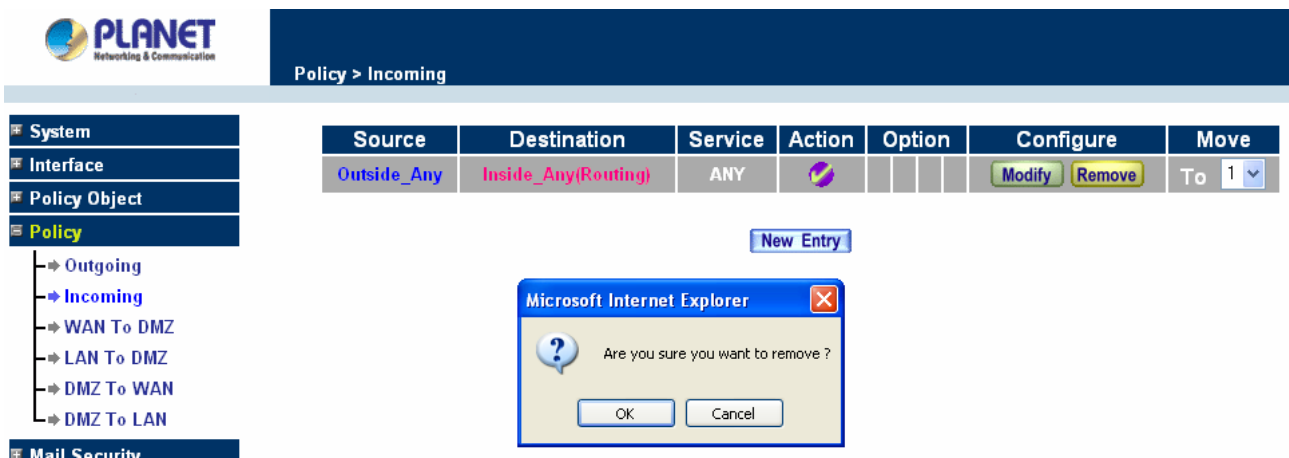 PLANET
Networking & Communication
Policy > Incoming
System
Interface
Policy Object
Policy
Outgoing
Incoming
WAN To DMZ
LAN To DMZ
DMZ To WAN
DMZ To LAN
Mail Security
Source Destination Service Action Option Configure Move
Outside_Any Inside_Any(Routing) ANY Modify Remove To 1
New Entry
Microsoft Internet Explorer
Are you sure you want to remove ?
OK Cancel